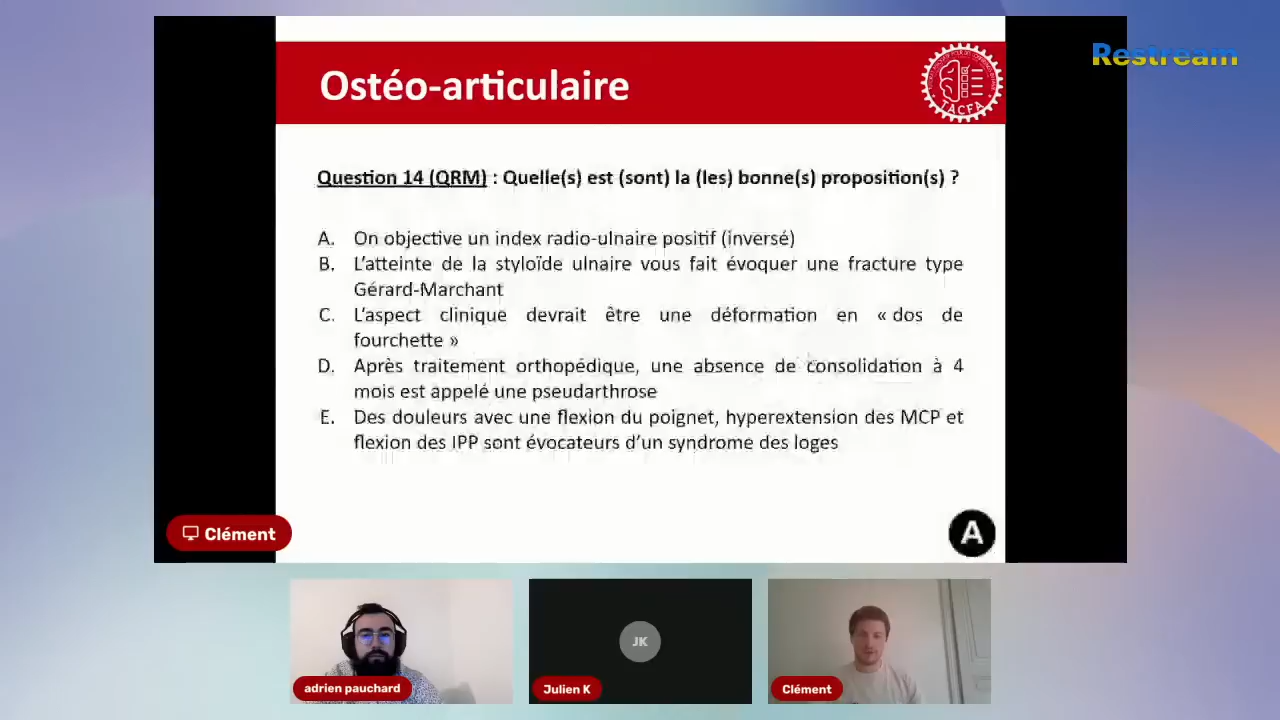 Restream
Ostéo-articulaire
TACFA
Question 14 (QRM) : Quelle(s) est (sont) la (les) bonne(s) proposition(s) ?
A. On objective un index radio-ulnaire positif (inversé)
B. L'atteinte de la styloïde ulnaire vous fait évoquer une fracture type
Gérard-Marchant
C. L'aspect clinique devrait être une déformation en « dos de
fourchette »
D. Après traitement orthopédique, une absence de consolidation à 4
mois est appelé une pseudarthrose
E. Des douleurs avec une flexion du poignet, hyperextension des MCP et
flexion des IPP sont évocateurs d'un syndrome des loges
Clément
A
JK
adrien pauchard
Julien K
Clément